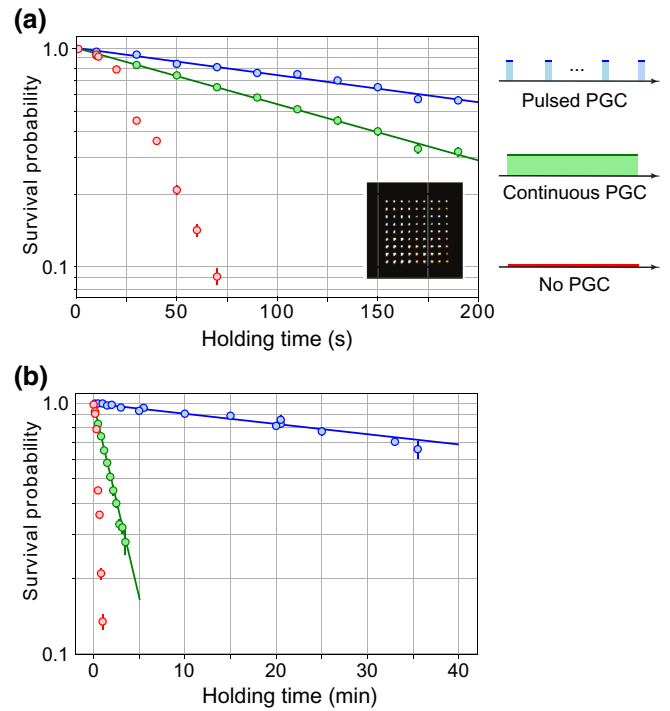 (a)
1.0
0.1
Survival probability
0
50
100
150
200
Holding time (s)
...
Pulsed PGC
Continuous PGC
No PGC
(b)
1.0
0.1
Survival probability
0
10
20
30
40
Holding time (min)